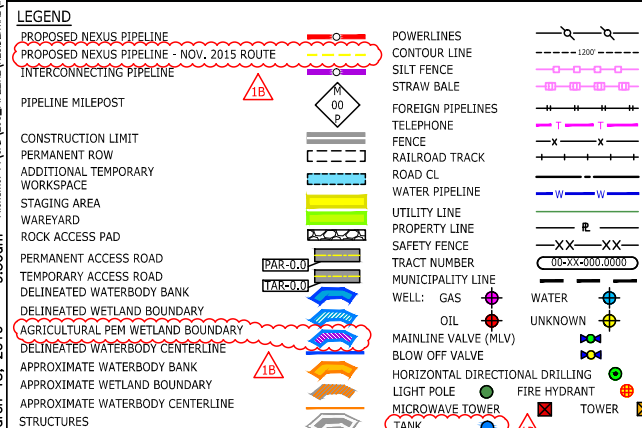 LEGEND
PROPOSED NEXUS PIPELINE
PROPOSED NEXUS PIPELINE - NOV. 2015 ROUTE
INTERCONNECTING PIPELINE
1B
PIPELINE MILEPOST
M
00
P
CONSTRUCTION LIMIT
PERMANENT ROW
ADDITIONAL TEMPORARY
WORKSPACE
STAGING AREA
WAREYARD
ROCK ACCESS PAD
PERMANENT ACCESS ROAD
PAR-0.0
TEMPORARY ACCESS ROAD
TAR-0.0
DELINEATED WATERBODY BANK
DELINEATED WETLAND BOUNDARY
AGRICULTURAL PEM WETLAND BOUNDARY
DELINEATED WATERBODY CENTERLINE
1B
APPROXIMATE WATERBODY BANK
APPROXIMATE WETLAND BOUNDARY
APPROXIMATE WATERBODY CENTERLINE
STRUCTURES
POWERLINES
CONTOUR LINE 1200'
SILT FENCE
STRAW BALE
FOREIGN PIPELINES
TELEPHONE T T
FENCE X X
RAILROAD TRACK
ROAD CL
WATER PIPELINE W W
UTILITY LINE
PROPERTY LINE ⅊
SAFETY FENCE XX XX
TRACT NUMBER 00-XX-000.0000
MUNICIPALITY LINE
WELL: GAS WATER
OIL UNKNOWN
MAINLINE VALVE (MLV)
BLOW OFF VALVE
HORIZONTAL DIRECTIONAL DRILLING
LIGHT POLE FIRE HYDRANT
MICROWAVE TOWER TOWER
TANK